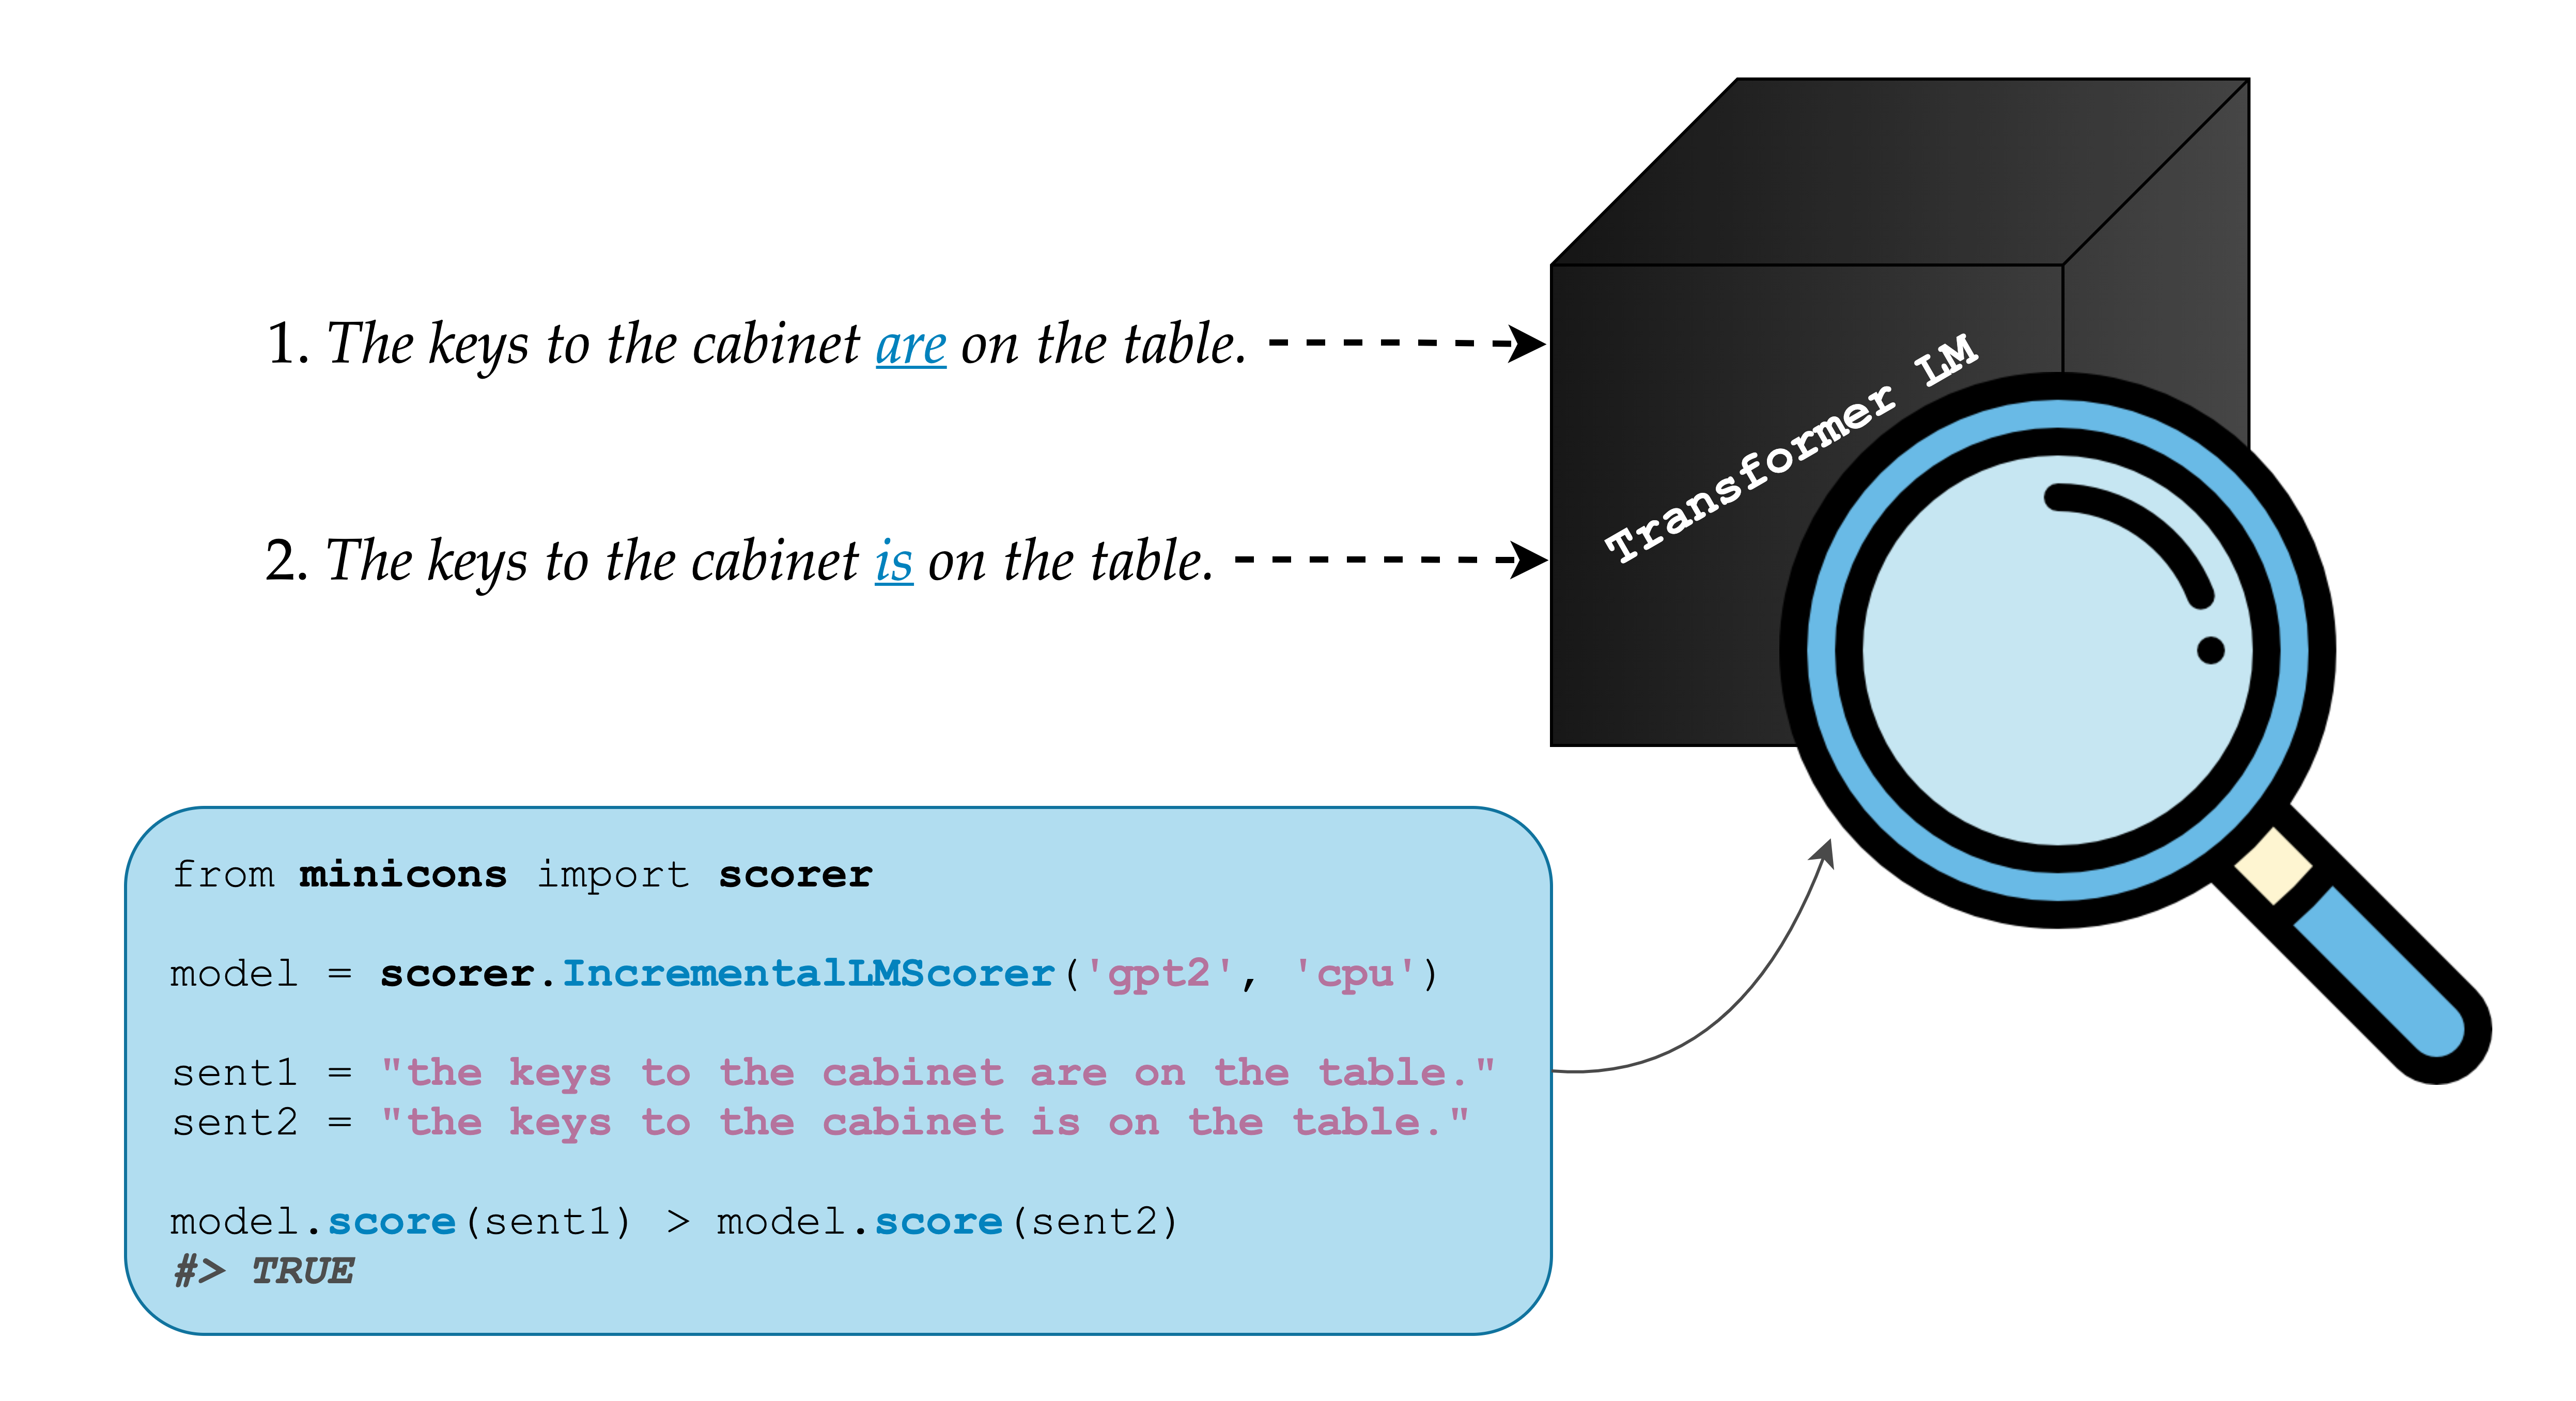 1. The keys to the cabinet are on the table.
2. The keys to the cabinet is on the table.
Transformer LM
from minicons import scorer
model = scorer.IncrementalLMScorer('gpt2', 'cpu')
sent1 = "the keys to the cabinet are on the table."
sent2 = "the keys to the cabinet is on the table."
model.score(sent1) > model.score(sent2)
#> TRUE